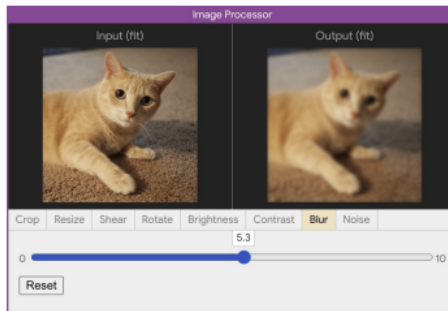 Image Processor
Input (fit) Output (fit)
Crop Resize Shear Rotate Brightness Contrast Blur Noise
5.3
0 10
Reset